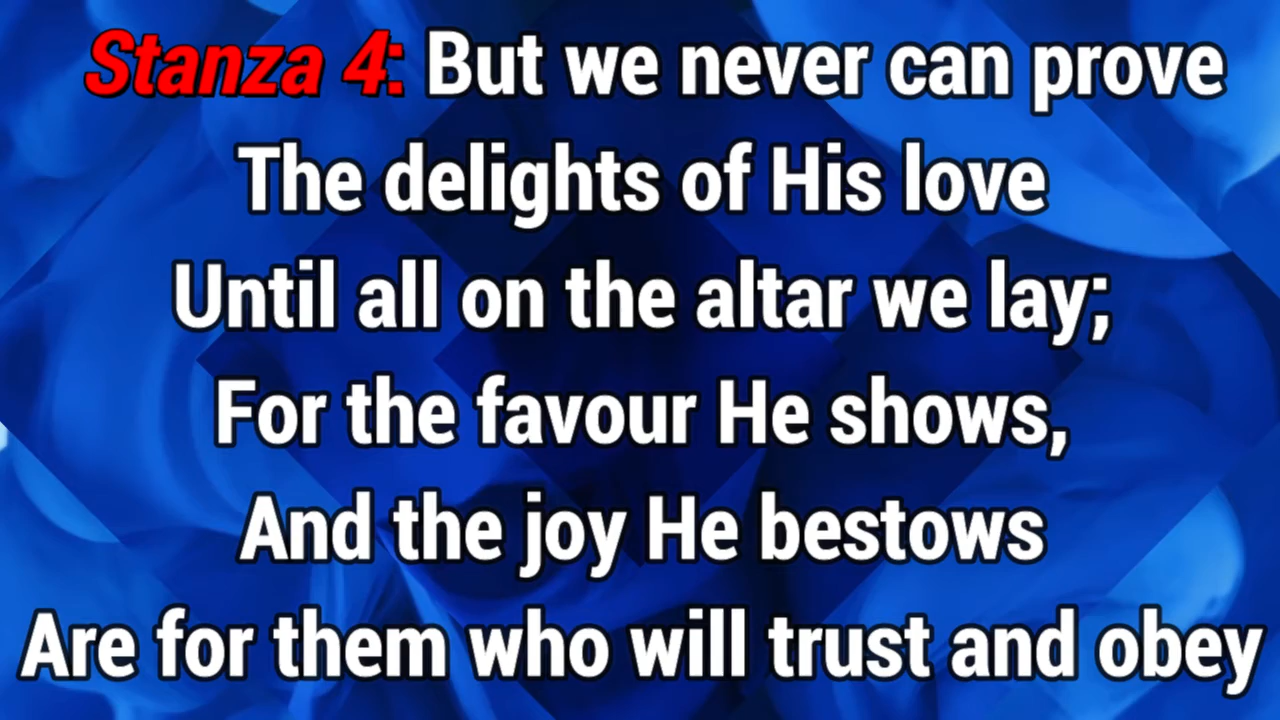 Stanza 4: But we never can prove
The delights of His love
Until all on the altar we lay;
For the favour He shows,
And the joy He bestows
Are for them who will trust and obey